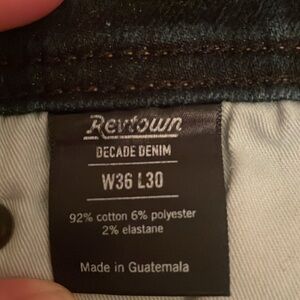 Revtown
DECADE DENIM
W36 L30
92% cotton 6% polyester
2% elastane
Made in Guatemala